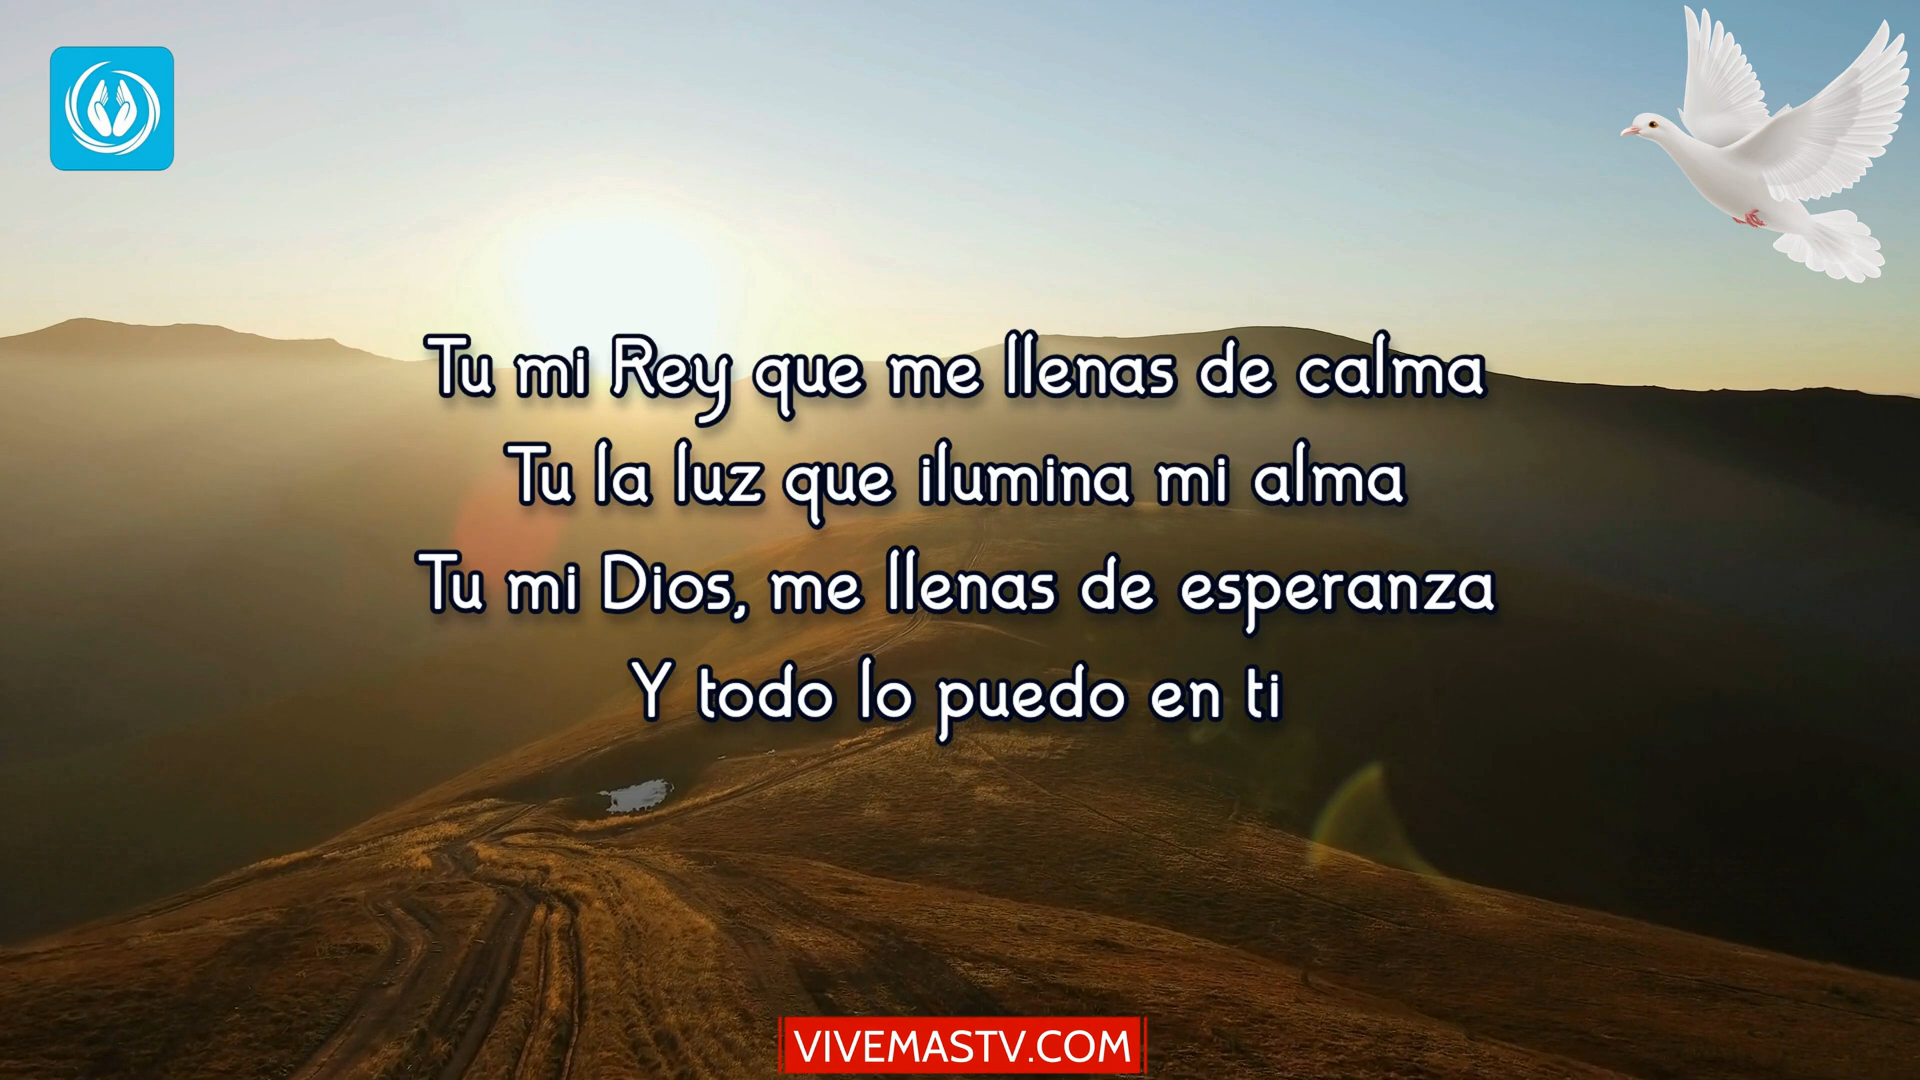 Tu mi Rey que me llenas de calma
Tu la luz que ilumina mi alma
Tu mi Dios, me llenas de esperanza
Y todo lo puedo en ti
VIVEMASTV.COM